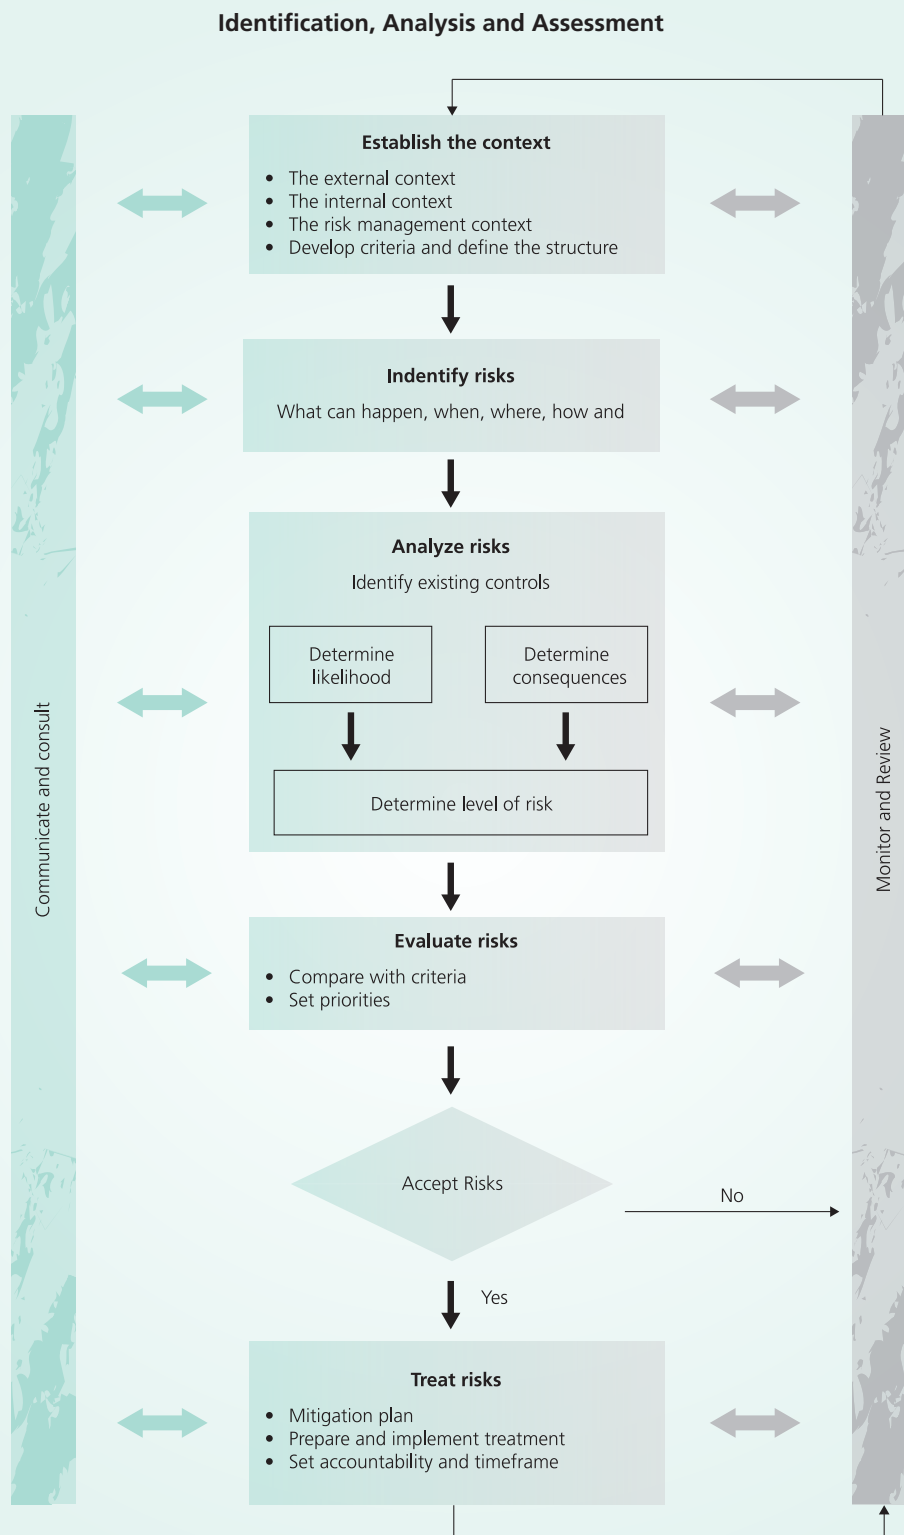 Identification, Analysis and Assessment
Establish the context
• The external context
• The internal context
• The risk management context
• Develop criteria and define the structure
Indentify risks
What can happen, when, where, how and
Analyze risks
Identify existing controls
Determine
likelihood
Determine
consequences
Determine level of risk
Communicate and consult
Monitor and Review
Evaluate risks
• Compare with criteria
• Set priorities
Accept Risks
No
Yes
Treat risks
• Mitigation plan
• Prepare and implement treatment
• Set accountability and timeframe